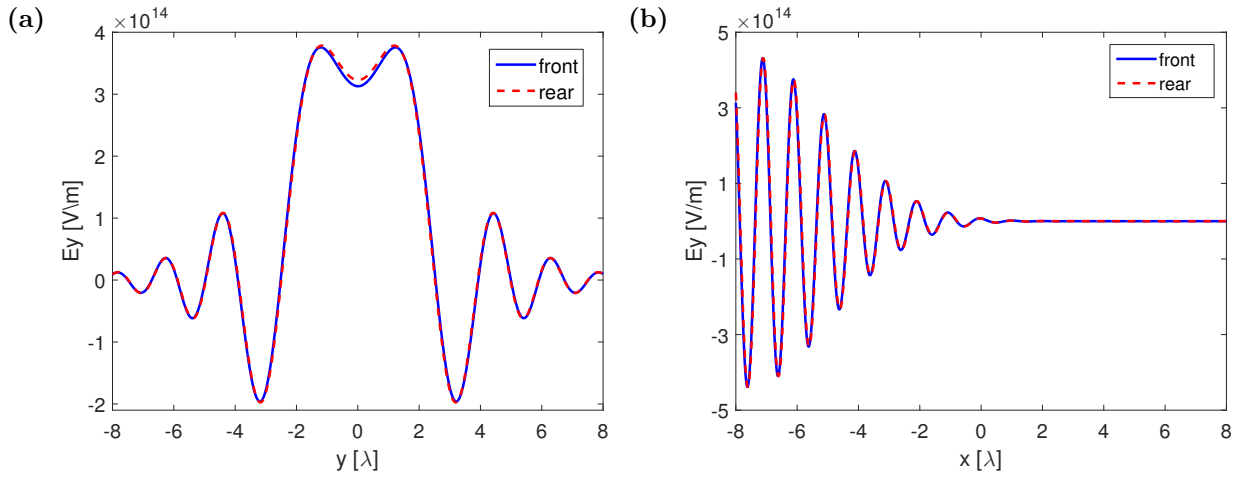 (a)
×10^14
4
3
2
1
0
-1
-2
Ey [V\m]
-8 -6 -4 -2 0 2 4 6 8
y [λ]
front
rear
(b)
×10^14
5
3
1
-1
-3
-5
Ey [V/m]
-8 -6 -4 -2 0 2 4 6 8
x [λ]
front
rear